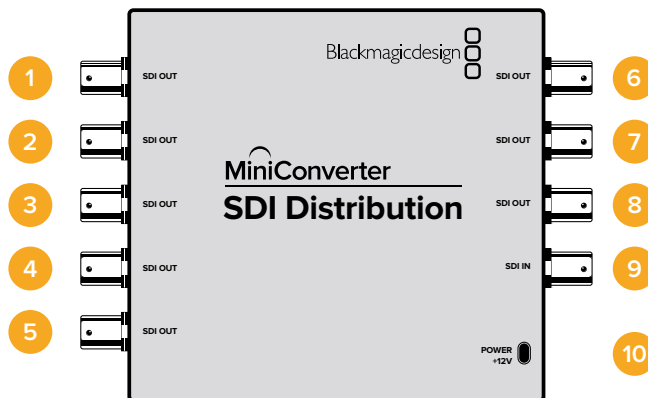 Blackmagicdesign
1
SDI OUT
SDI OUT
6
2
SDI OUT
SDI OUT
7
MiniConverter
3
SDI OUT
SDI Distribution
SDI OUT
8
4
SDI OUT
SDI IN
9
5
SDI OUT
POWER
+12V
10